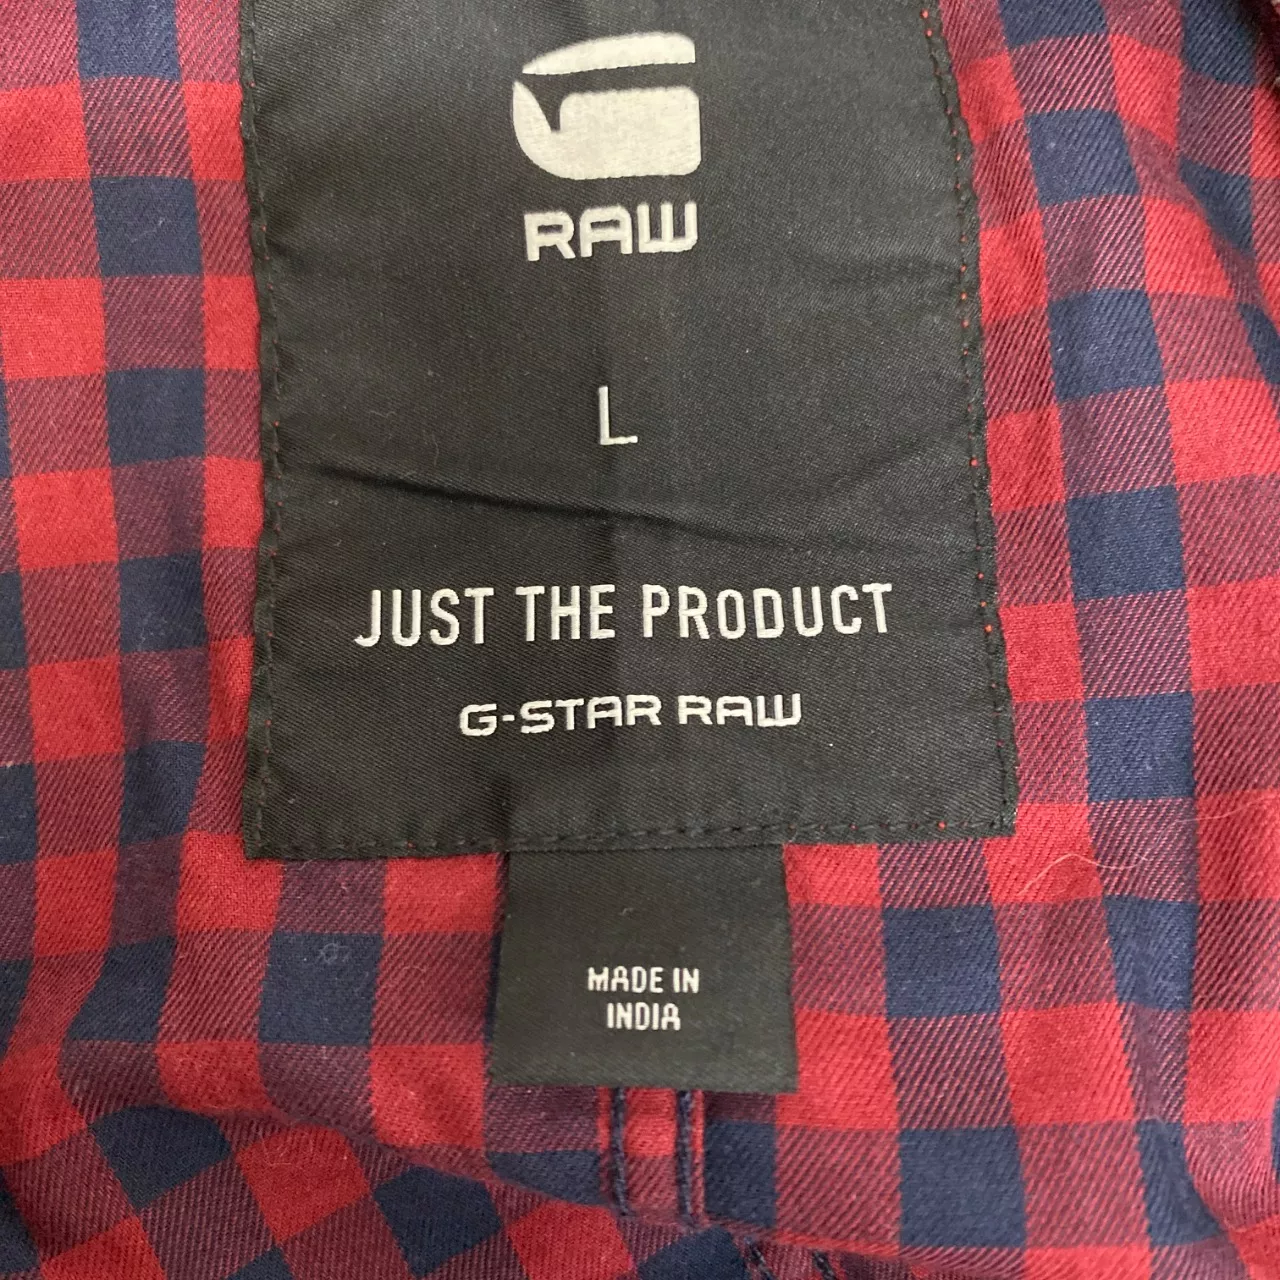 RAW
L
JUST THE PRODUCT
G-STAR RAW
MADE IN
INDIA